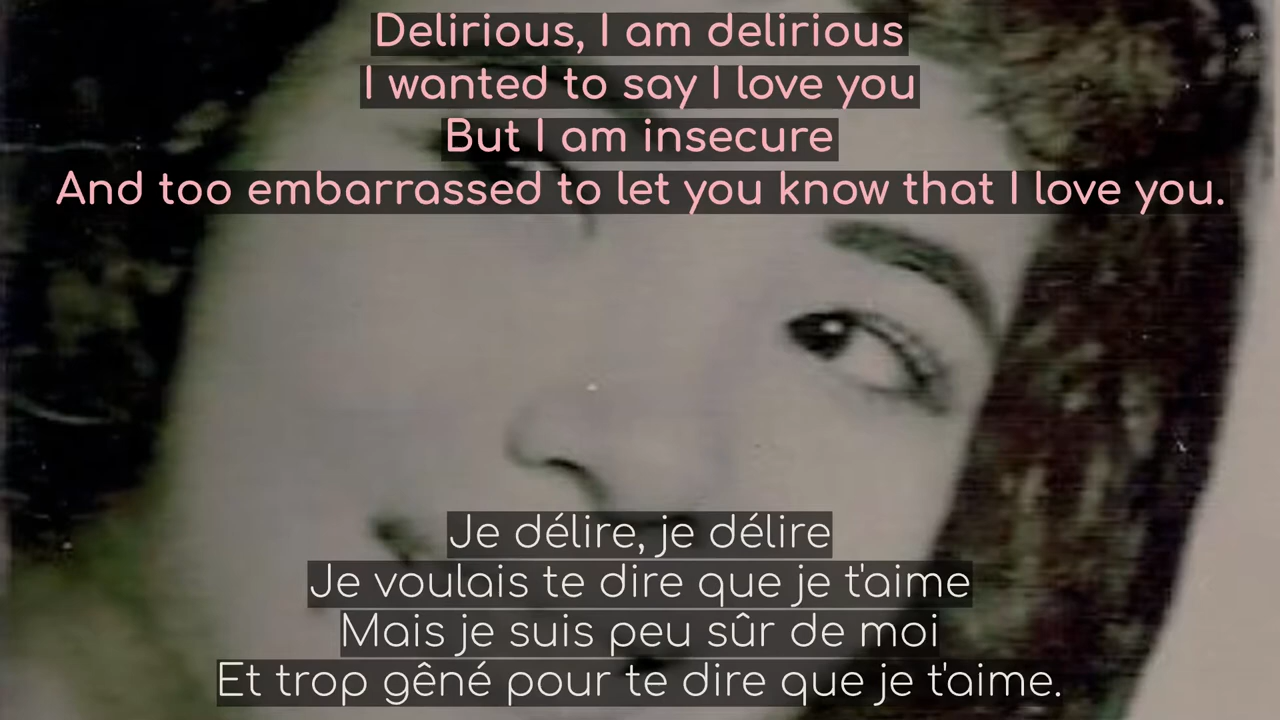 Delirious, I am delirious
I wanted to say I love you
But I am insecure
And too embarrassed to let you know that I love you.
Je délire, je délire
Je voulais te dire que je t'aime
Mais je suis peu sûr de moi
Et trop gêné pour te dire que je t'aime.